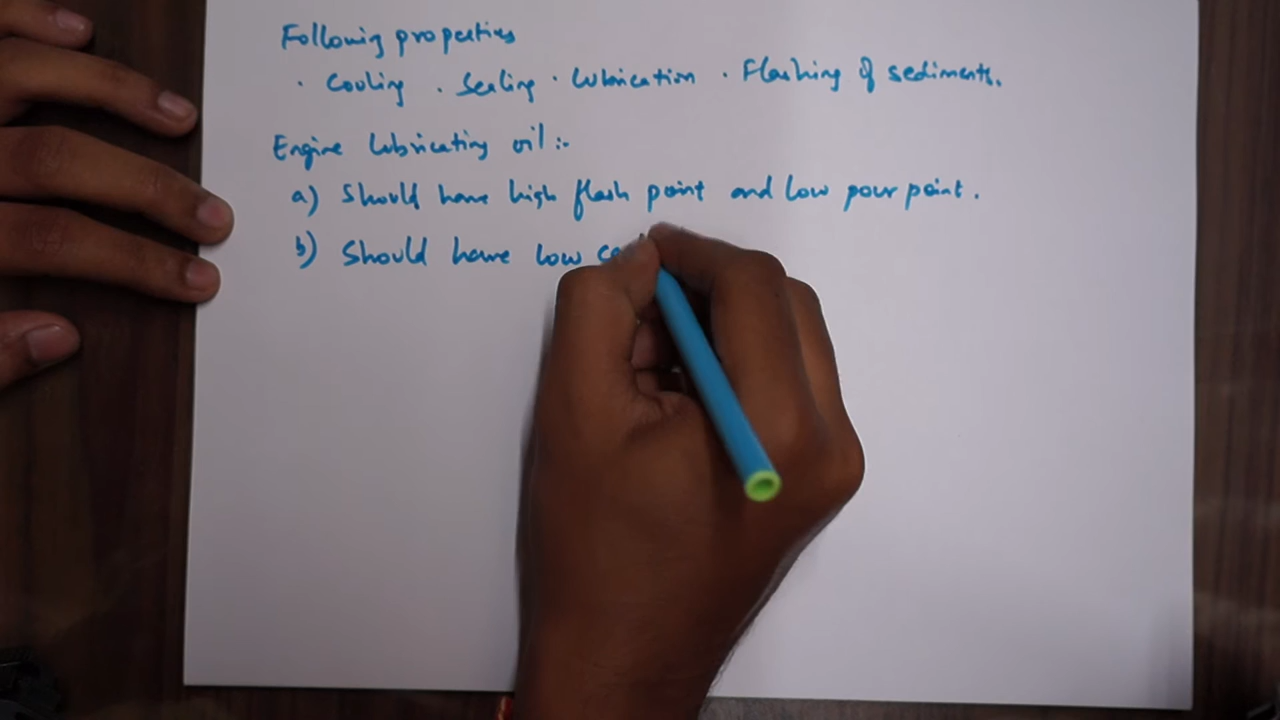 Following properties
· Cooling · Sealing · Lubrication · Flashing of sediments.
Engine lubricating oil :-
a) Should have high flash point and low pour point.
b) Should have low